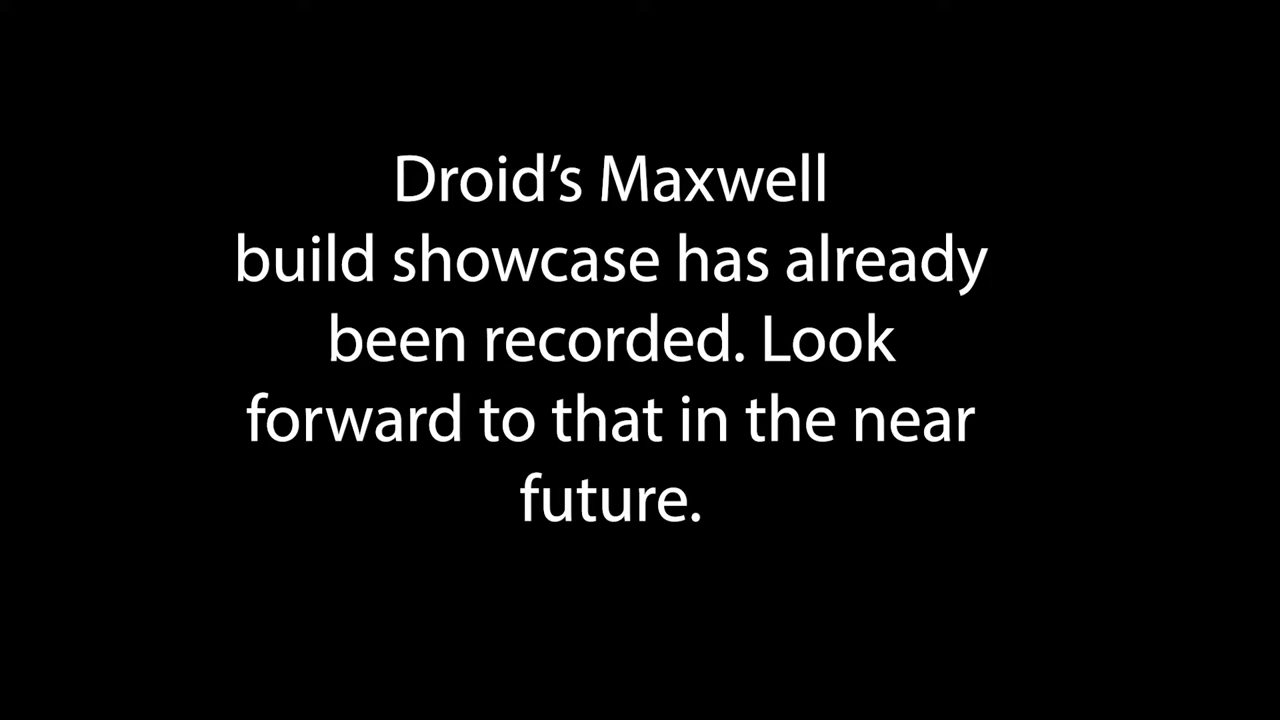 Droid’s Maxwell
build showcase has already
been recorded. Look
forward to that in the near
future.